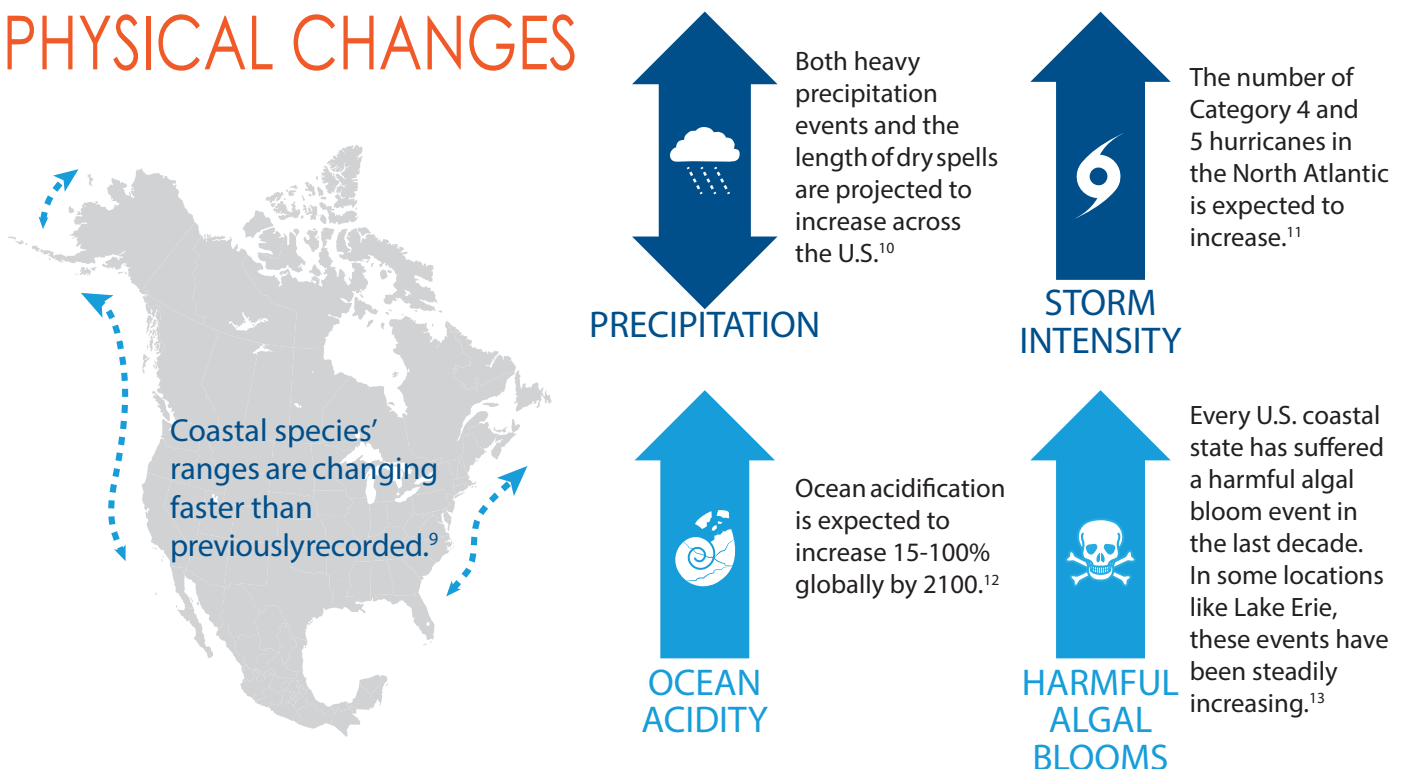 PHYSICAL CHANGES
Coastal species’
ranges are changing
faster than
previouslyrecorded.9
Both heavy
precipitation
events and the
length of dry spells
are projected to
increase across
the U.S.10
PRECIPITATION
The number of
Category 4 and
5 hurricanes in
the North Atlantic
is expected to
increase.11
STORM
INTENSITY
Ocean acidification
is expected to
increase 15-100%
globally by 2100.12
OCEAN
ACIDITY
Every U.S. coastal
state has suffered
a harmful algal
bloom event in
the last decade.
In some locations
like Lake Erie,
these events have
been steadily
increasing.13
HARMFUL
ALGAL
BLOOMS